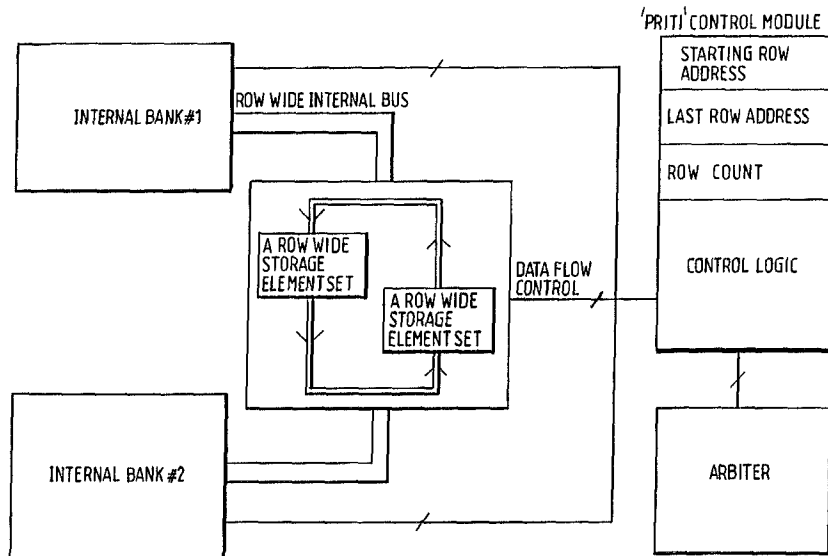 'PRITI' CONTROL MODULE
STARTING ROW
ADDRESS
LAST ROW ADDRESS
ROW COUNT
CONTROL LOGIC
INTERNAL BANK #1
ROW WIDE INTERNAL BUS
A ROW WIDE
STORAGE
ELEMENT SET
A ROW WIDE
STORAGE
ELEMENT SET
DATA FLOW
CONTROL
INTERNAL BANK #2
ARBITER